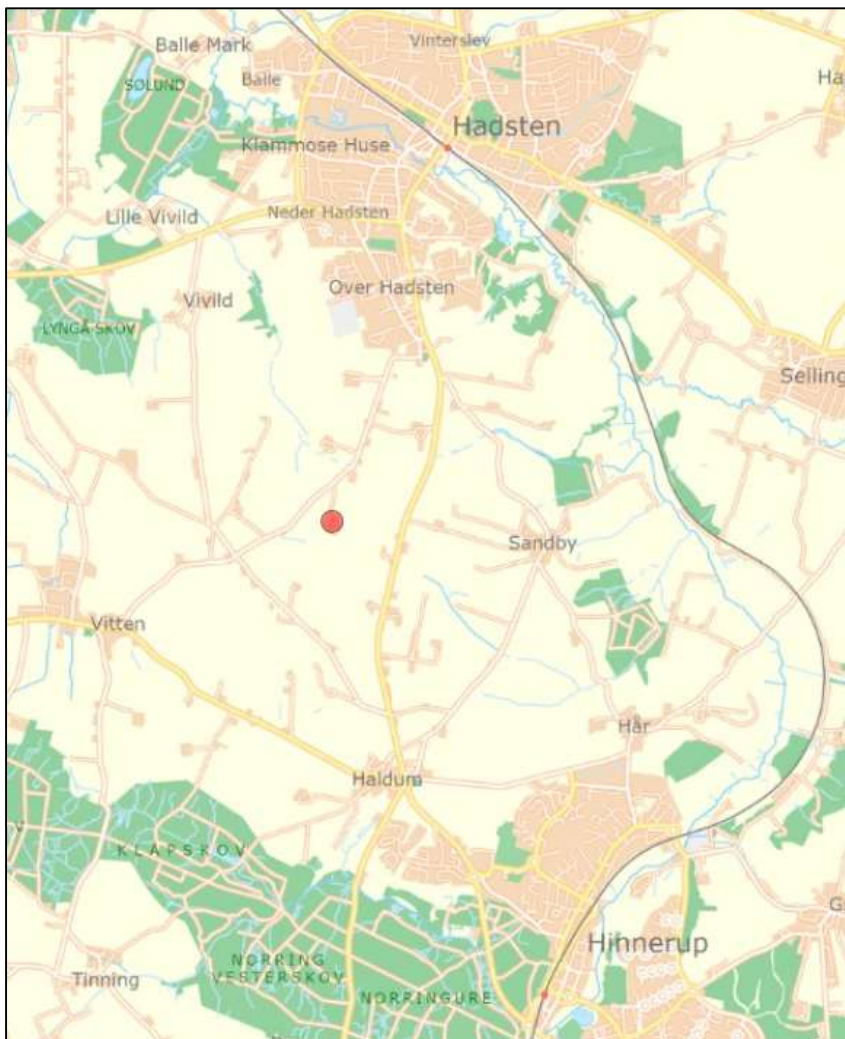 Balle Mark
Vinterslev
Balle
SØLUND
Ha
Hadsten
Klammose Huse
Lille Vivild
Neder Hadsten
Over Hadsten
Vivild
LYNGÅ SKOV
Selling
Sandby
Vitten
Hår
Haldum
KLAPSKOV
V
G
Hinnerup
NORRING
VESTERSKOV
Tinning
NORRINGURE